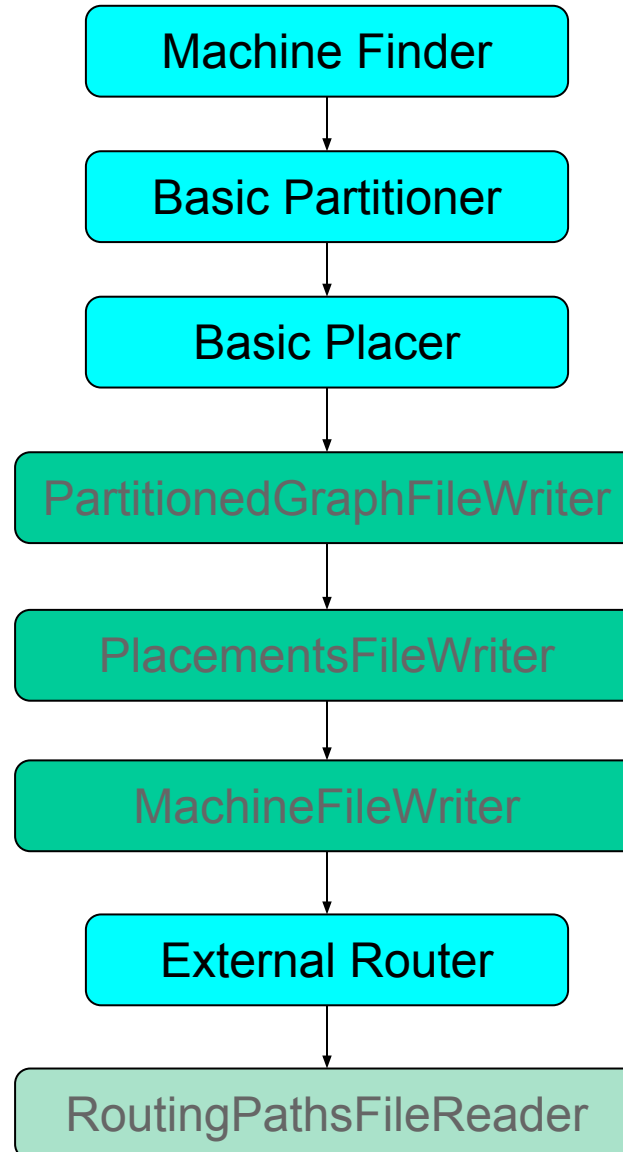 Machine Finder
Basic Partitioner
Basic Placer
PartitionedGraphFileWriter
PlacementsFileWriter
MachineFileWriter
External Router
RoutingPathsFileReader